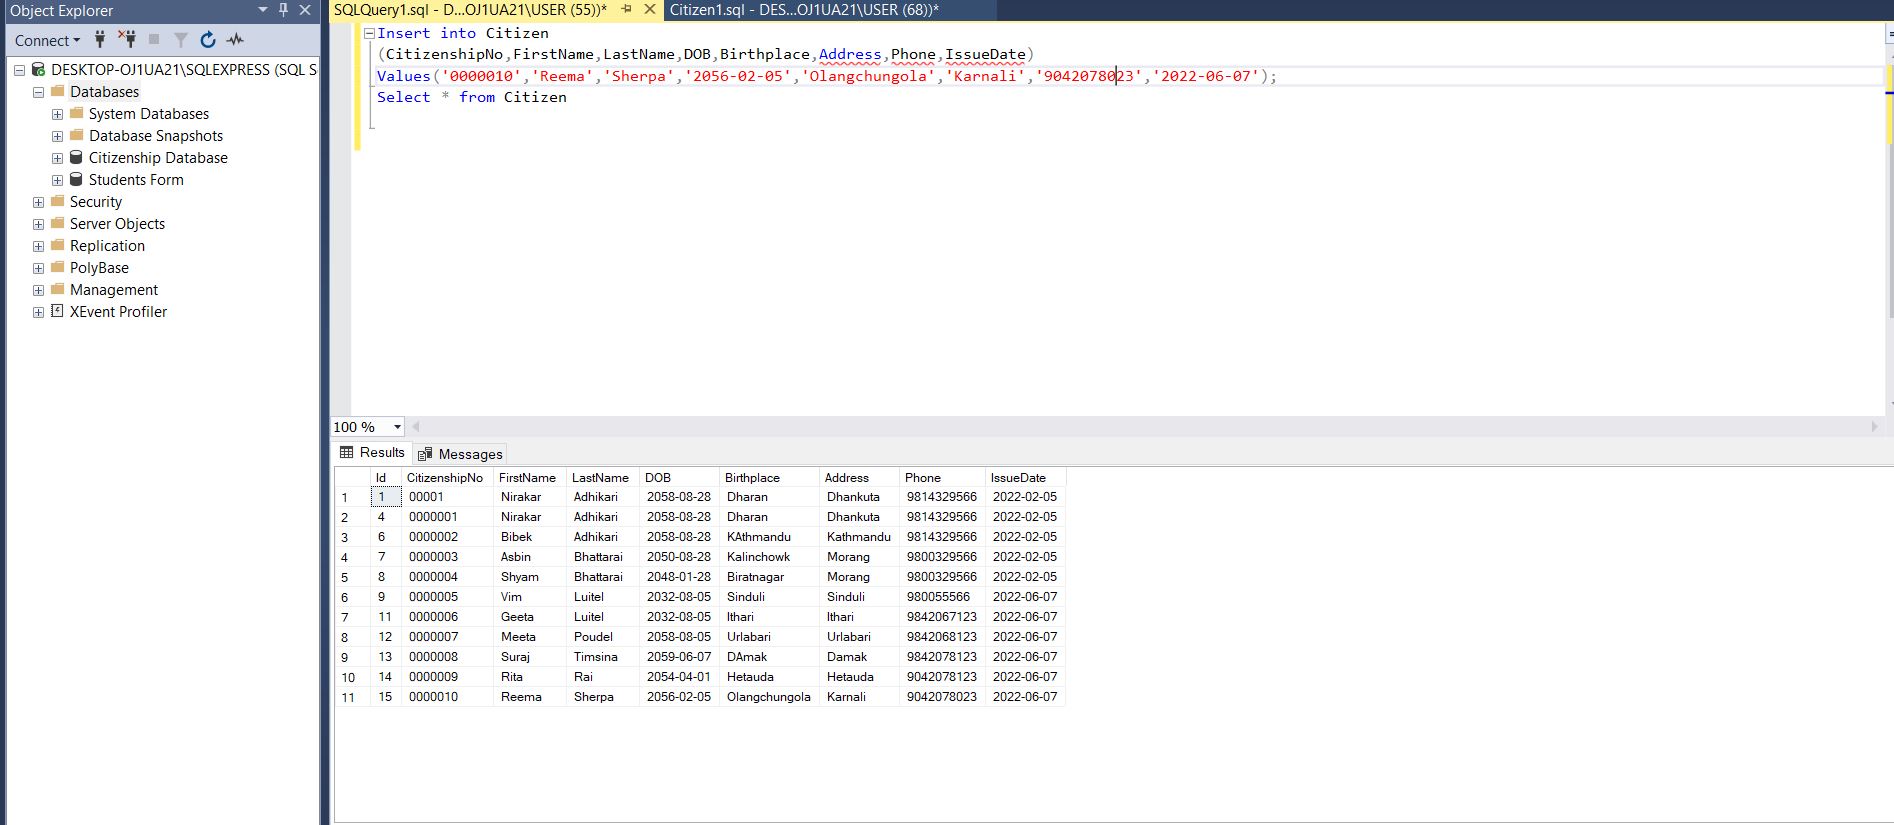 Object Explorer
Connect
DESKTOP-OJ1UA21\SQLEXPRESS (SQL S
Databases
System Databases
Database Snapshots
Citizenship Database
Students Form
Security
Server Objects
Replication
PolyBase
Management
XEvent Profiler
SQLQuery1.sql - D...OJ1UA21\USER (55))* Citizen1.sql - DES...OJ1UA21\USER (68))*
Insert into Citizen
(CitizenshipNo,FirstName,LastName,DOB,Birthplace,Address,Phone,IssueDate)
Values('0000010','Reema','Sherpa','2056-02-05','Olangchungola','Karnali','9042078023','2022-06-07');
Select * from Citizen
100 %
Results Messages
Id CitizenshipNo FirstName LastName DOB Birthplace Address Phone IssueDate
1 1 00001 Nirakar Adhikari 2058-08-28 Dharan Dhankuta 9814329566 2022-02-05
2 4 0000001 Nirakar Adhikari 2058-08-28 Dharan Dhankuta 9814329566 2022-02-05
3 6 0000002 Bibek Adhikari 2058-08-28 KAthmandu Kathmandu 9814329566 2022-02-05
4 7 0000003 Asbin Bhattarai 2050-08-28 Kalinchowk Morang 9800329566 2022-02-05
5 8 0000004 Shyam Bhattarai 2048-01-28 Biratnagar Morang 9800329566 2022-02-05
6 9 0000005 Vim Luitel 2032-08-05 Sinduli Sinduli 980055566 2022-06-07
7 11 0000006 Geeta Luitel 2032-08-05 Ithari Ithari 9842067123 2022-06-07
8 12 0000007 Meeta Poudel 2058-08-05 Urlabari Urlabari 9842068123 2022-06-07
9 13 0000008 Suraj Timsina 2059-06-07 DAmak Damak 9842078123 2022-06-07
10 14 0000009 Rita Rai 2054-04-01 Hetauda Hetauda 9042078123 2022-06-07
11 15 0000010 Reema Sherpa 2056-02-05 Olangchungola Karnali 9042078023 2022-06-07